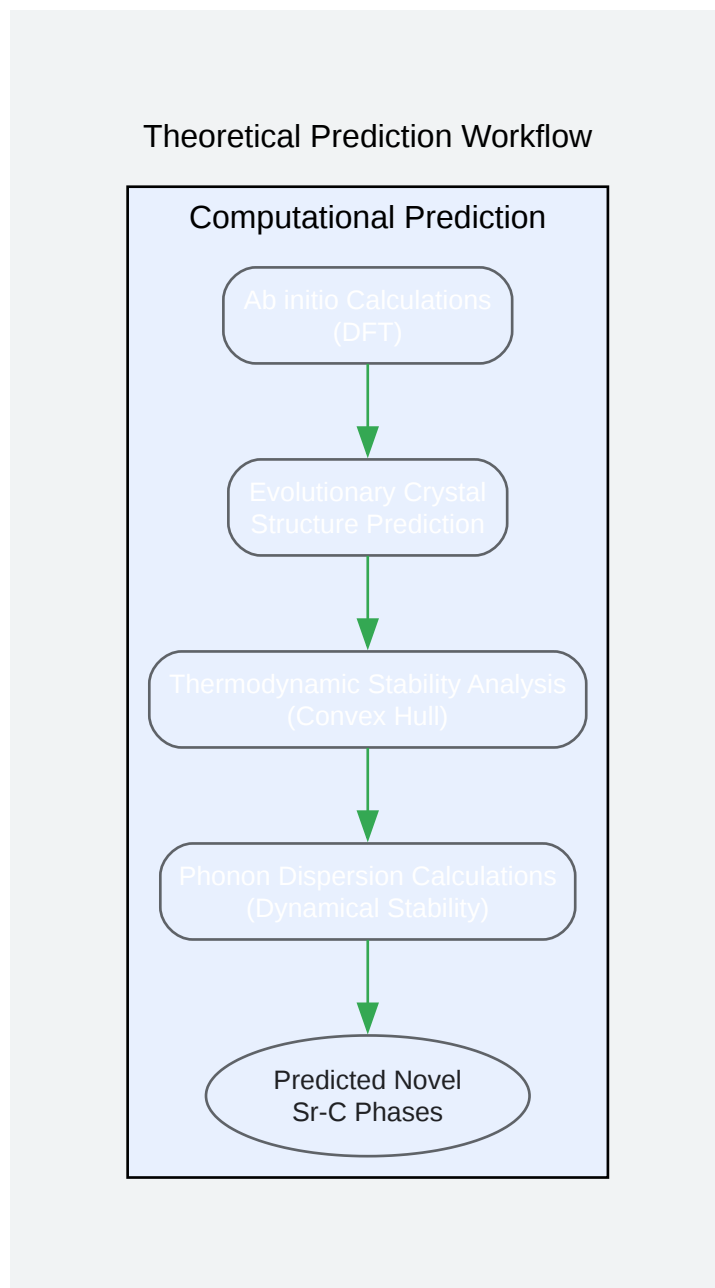 Theoretical Prediction Workflow
Computational Prediction
Ab initio Calculations
(DFT)
Evolutionary Crystal
Structure Prediction
Thermodynamic Stability Analysis
(Convex Hull)
Phonon Dispersion Calculations
(Dynamical Stability)
Predicted Novel
Sr-C Phases